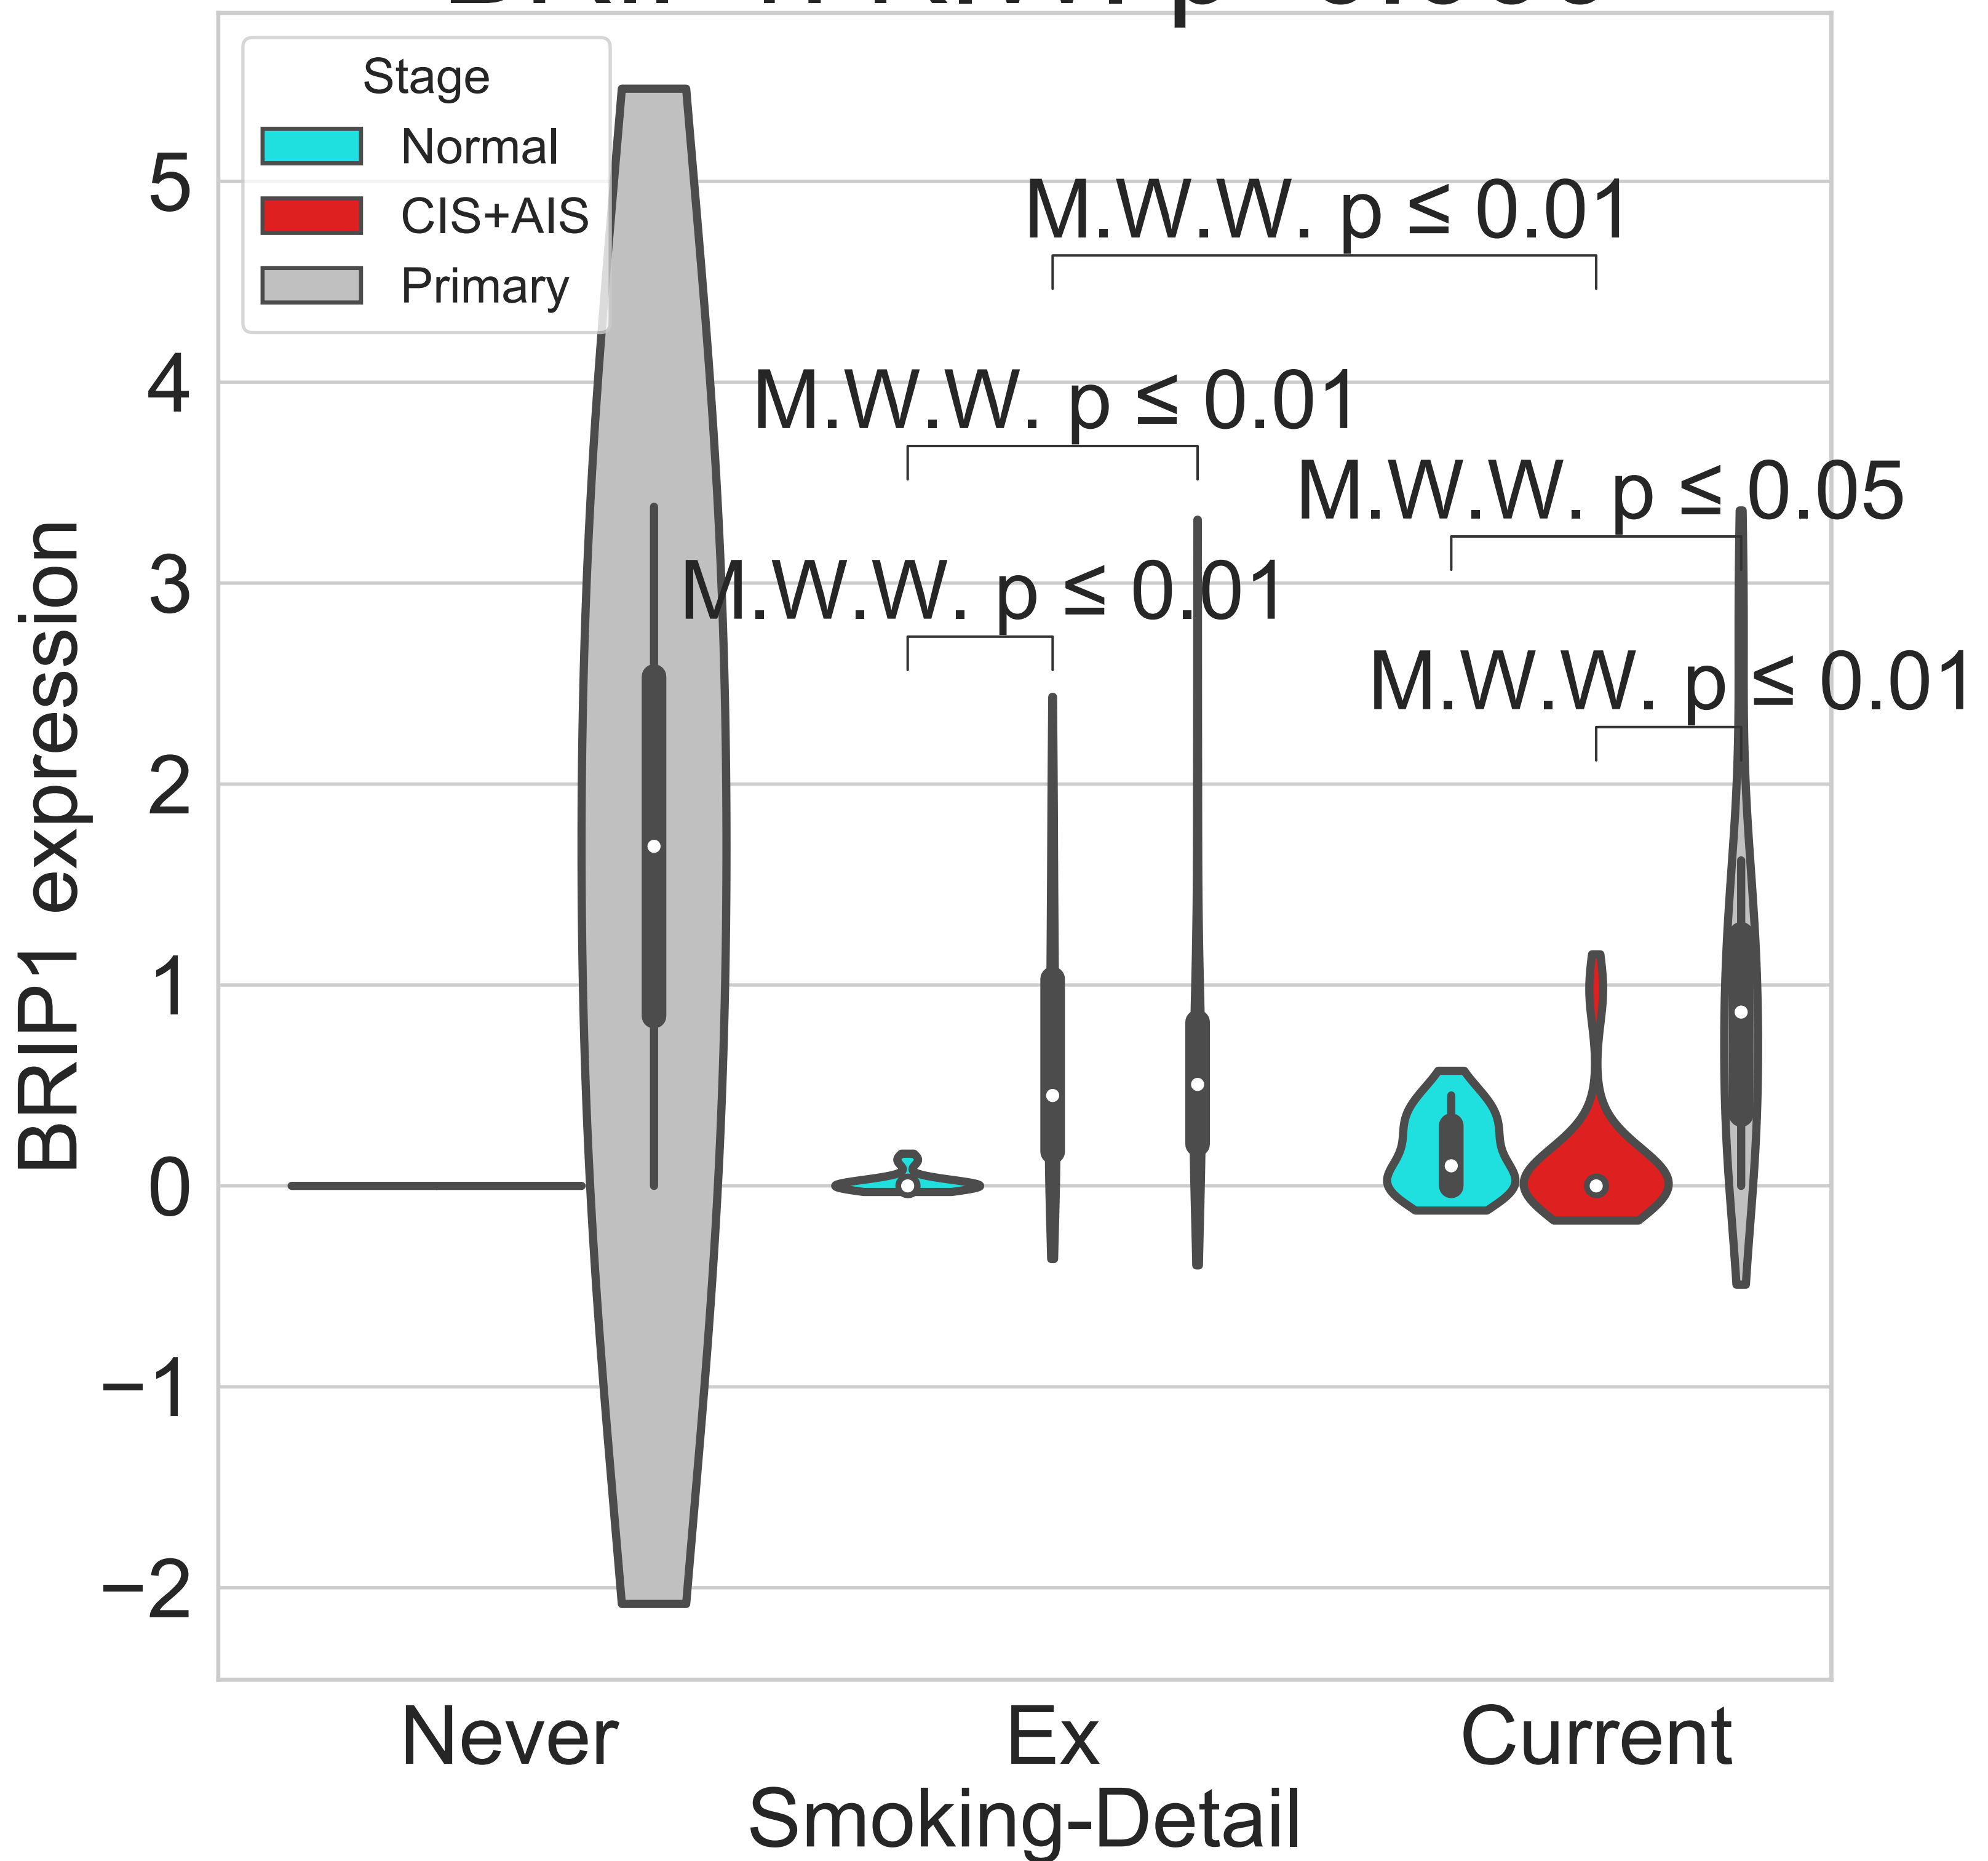 Stage
Normal
CIS+AIS
Primary
5
4
3
2
1
0
−1
−2
BRIP1 expression
M.W.W. p ≤ 0.01
M.W.W. p ≤ 0.01
M.W.W. p ≤ 0.05
M.W.W. p ≤ 0.01
M.W.W. p ≤ 0.01
Never
Ex
Current
Smoking-Detail